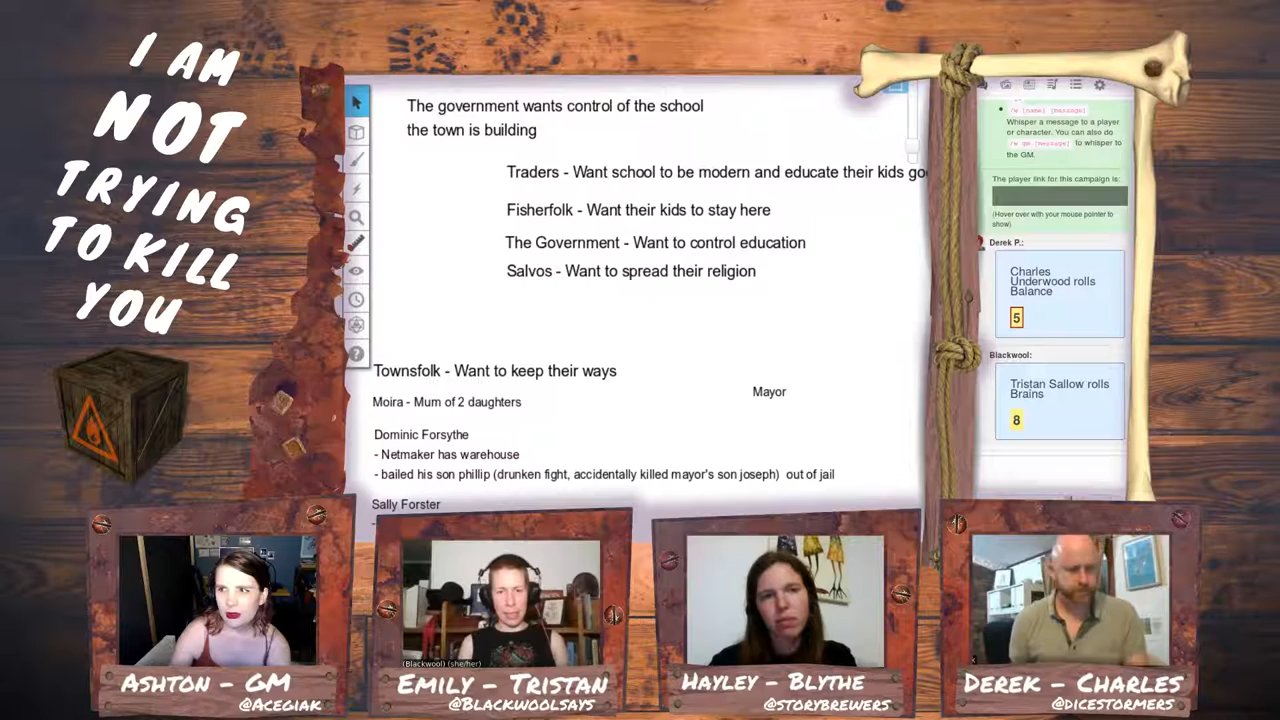 I AM
NOT
TRYING
TO KILL
YOU
The government wants control of the school
the town is building
Traders - Want school to be modern and educate their kids go
Fisherfolk - Want their kids to stay here
The Government - Want to control education
Salvos - Want to spread their religion
Townsfolk - Want to keep their ways
Mayor
Moira - Mum of 2 daughters
Dominic Forsythe
- Netmaker has warehouse
- bailed his son phillip (drunken fight, accidentally killed mayor's son joseph) out of jail
Sally Forster
-
/w [name] [message]
Whisper a message to a player
or character. You can also do
/w gm [message] to whisper to
the GM.
The player link for this campaign is:
(Hover over with your mouse pointer to
show)
Derek P.:
Charles
Underwood rolls
Balance
5
Blackwool:
Tristan Sallow rolls
Brains
8
(Blackwool) (she/her)
ASHTON - GM
@ACEGIAK
EMILY - TRISTAN
@BLACKWOOLSAYS
HAYLEY - BLYTHE
@STORYBREWERS
DEREK - CHARLES
@DICESTORMERS